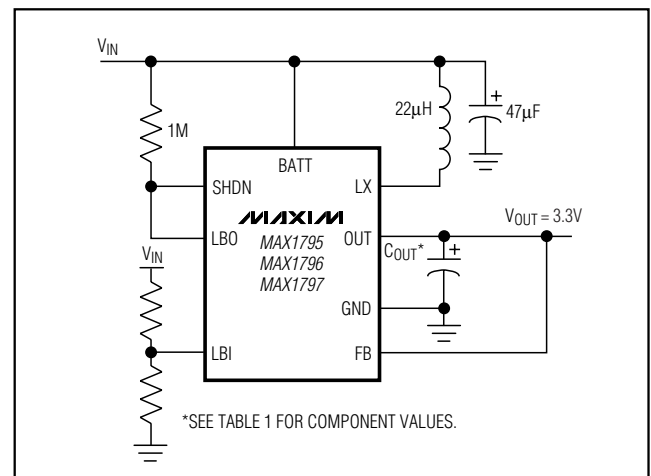 VIN
22µH
+
47µF
1M
BATT
SHDN
LX
MAXIM
VOUT = 3.3V
LBO
MAX1795
OUT
COUT*
+
VIN
MAX1796
MAX1797
GND
LBI
FB
*SEE TABLE 1 FOR COMPONENT VALUES.